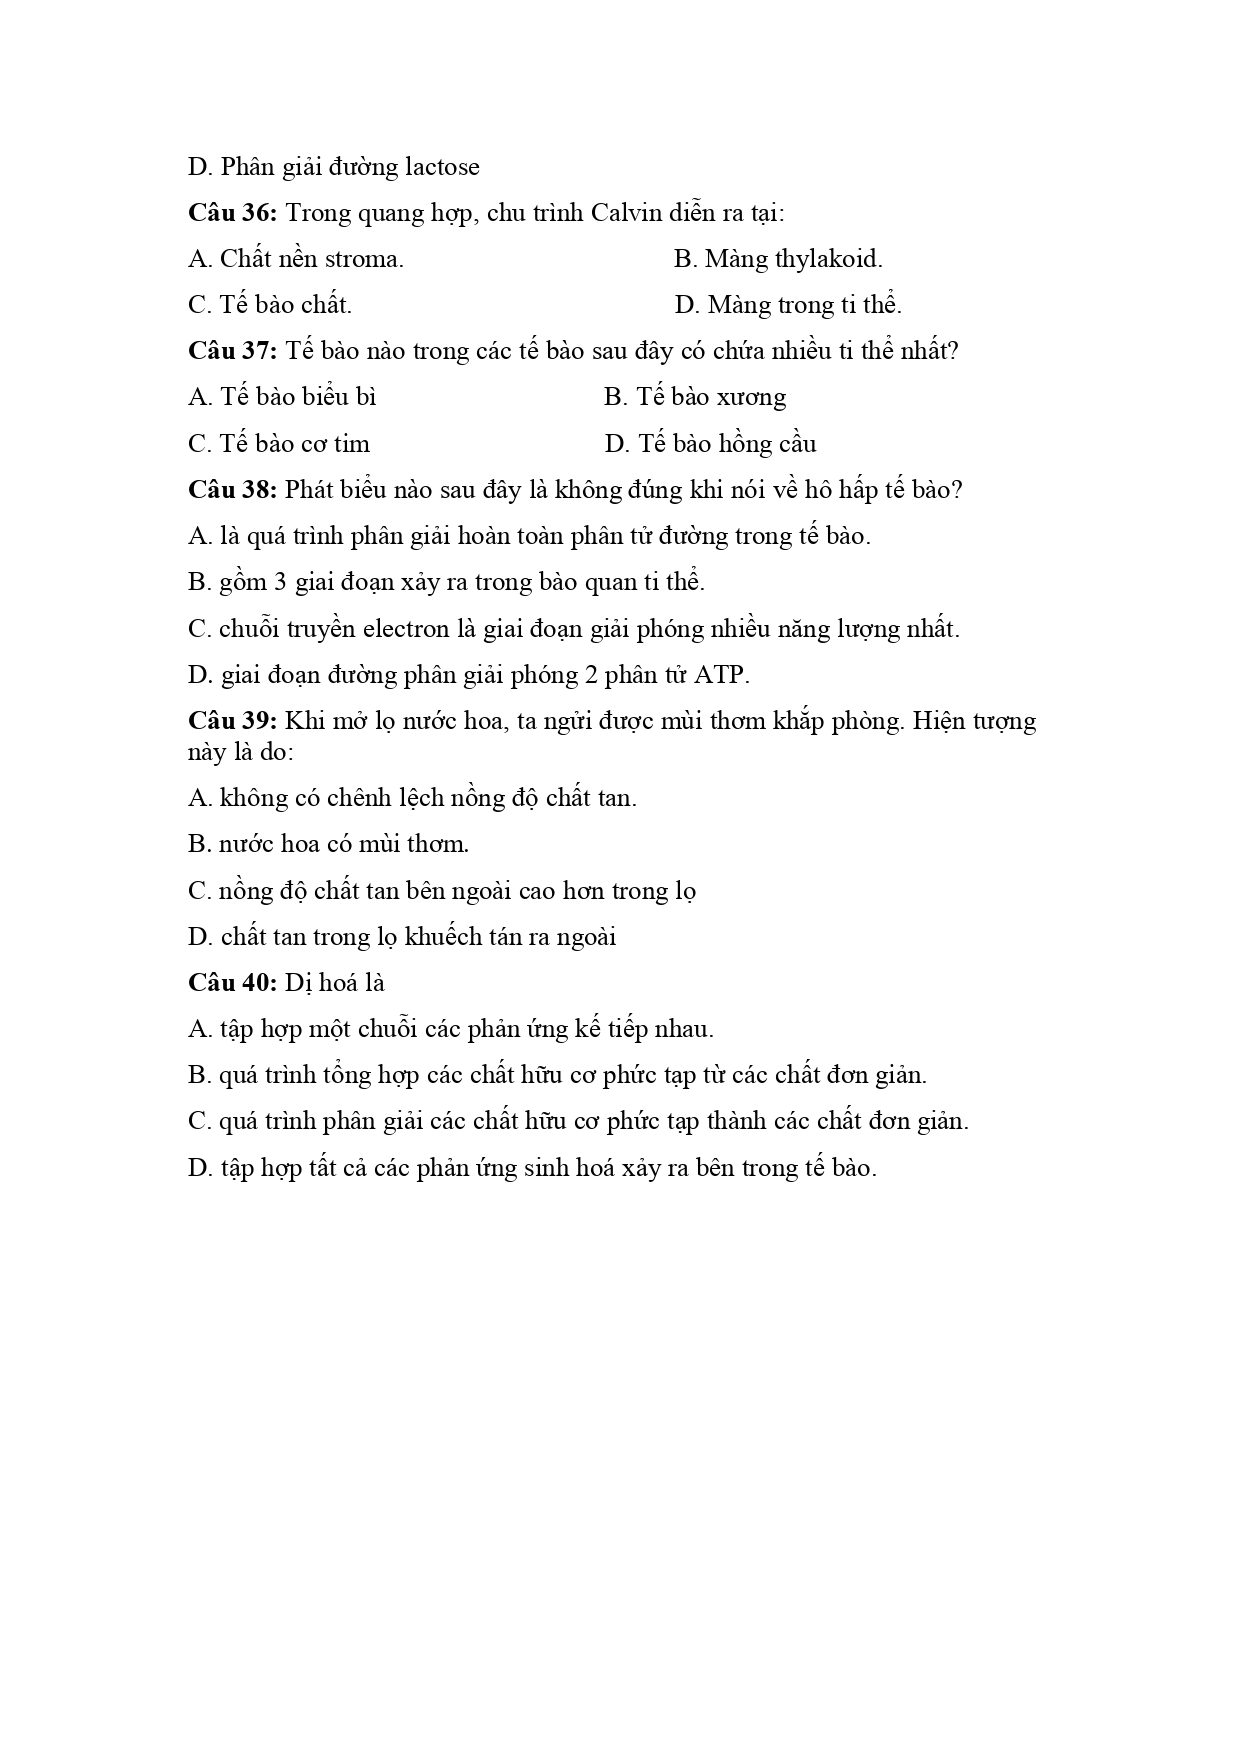 D. Phân giải đường lactose
Câu 36: Trong quang hợp, chu trình Calvin diễn ra tại:
A. Chất nền stroma. B. Màng thylakoid.
C. Tế bào chất. D. Màng trong ti thể.
Câu 37: Tế bào nào trong các tế bào sau đây có chứa nhiều ti thể nhất?
A. Tế bào biểu bì B. Tế bào xương
C. Tế bào cơ tim D. Tế bào hồng cầu
Câu 38: Phát biểu nào sau đây là không đúng khi nói về hô hấp tế bào?
A. là quá trình phân giải hoàn toàn phân tử đường trong tế bào.
B. gồm 3 giai đoạn xảy ra trong bào quan ti thể.
C. chuỗi truyền electron là giai đoạn giải phóng nhiều năng lượng nhất.
D. giai đoạn đường phân giải phóng 2 phân tử ATP.
Câu 39: Khi mở lọ nước hoa, ta ngửi được mùi thơm khắp phòng. Hiện tượng
này là do:
A. không có chênh lệch nồng độ chất tan.
B. nước hoa có mùi thơm.
C. nồng độ chất tan bên ngoài cao hơn trong lọ
D. chất tan trong lọ khuếch tán ra ngoài
Câu 40: Dị hoá là
A. tập hợp một chuỗi các phản ứng kế tiếp nhau.
B. quá trình tổng hợp các chất hữu cơ phức tạp từ các chất đơn giản.
C. quá trình phân giải các chất hữu cơ phức tạp thành các chất đơn giản.
D. tập hợp tất cả các phản ứng sinh hoá xảy ra bên trong tế bào.